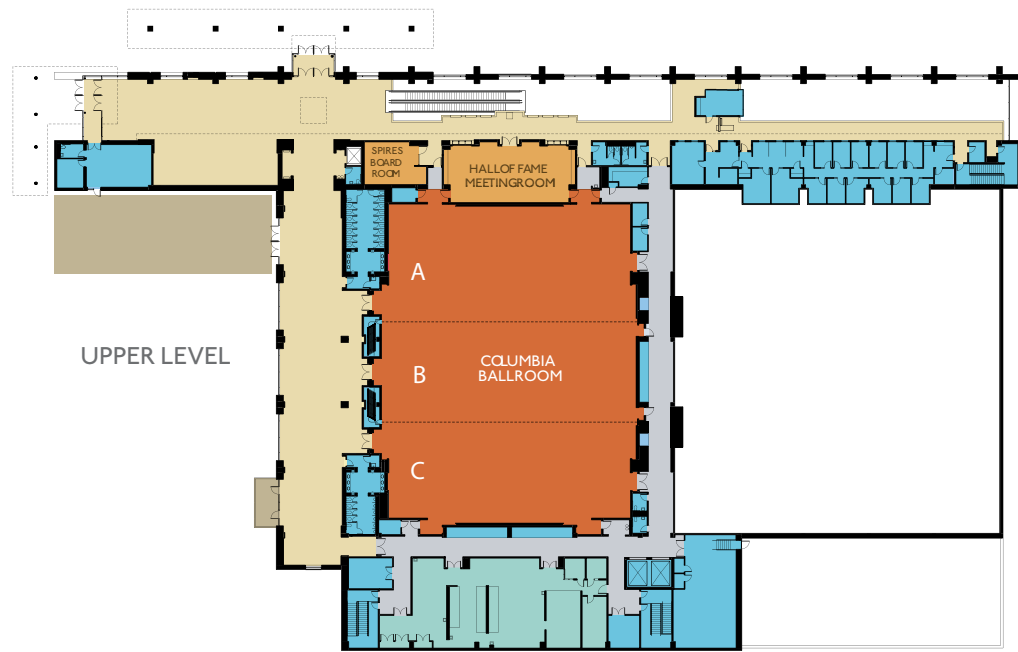 SPIRES
BOARD
ROOM
HALL OF FAME
MEETING ROOM
A
COLUMBIA
BALLROOM
UPPER LEVEL
B
C